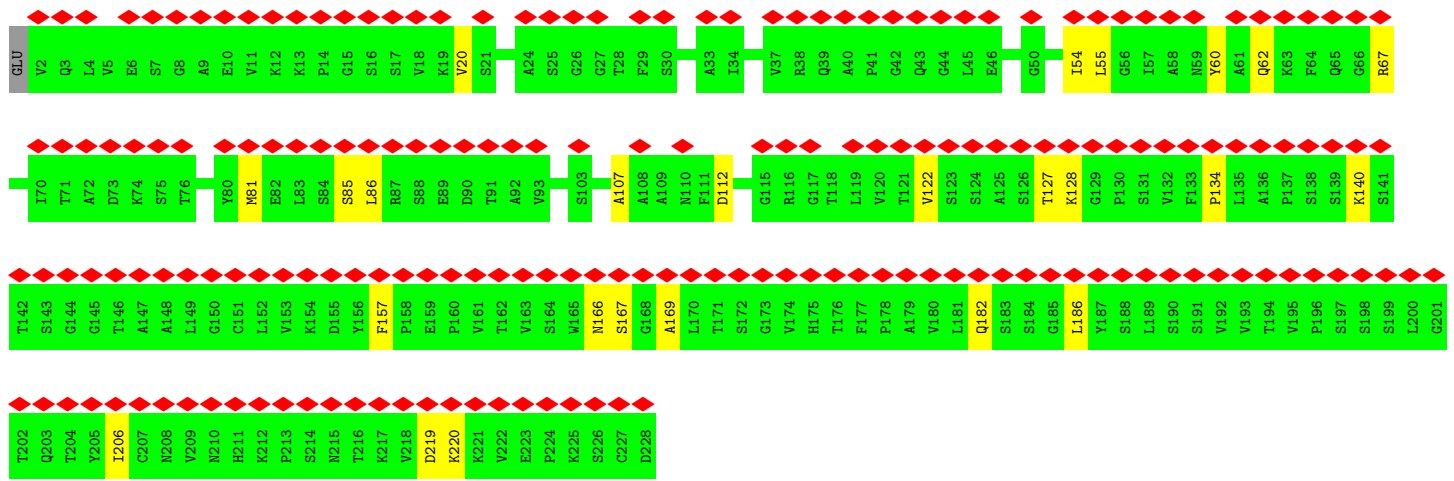 GLU V2 Q3 L4 V5 E6 S7 G8 A9 E10 V11 K12 K13 P14 G15 S16 S17 V18 K19 V20 S21 A24 S25 G26 G27 T28 F29 S30 A33 I34 V37 R38 Q39 A40 P41 G42 Q43 G44 L45 E46 G50 I54 L55 G56 I57 A58 N59 Y60 A61 Q62 K63 F64 Q65 G66 R67
I70 T71 A72 D73 K74 S75 T76 Y80 M81 E82 L83 S84 S85 L86 R87 S88 E89 D90 T91 A92 V93 S103 A107 A108 A109 N110 F111 D112 G115 R116 G117 T118 L119 V120 T121 V122 S123 S124 A125 S126 T127 K128 G129 P130 S131 V132 F133 P134 L135 A136 P137 S138 S139 K140 S141
T142 S143 G144 G145 T146 A147 A148 L149 G150 C151 L152 V153 K154 D155 Y156 F157 P158 E159 P160 V161 T162 V163 S164 W165 N166 S167 G168 A169 L170 T171 S172 G173 V174 H175 T176 F177 P178 A179 V180 L181 Q182 S183 S184 G185 L186 Y187 S188 L189 S190 S191 V192 V193 T194 V195 P196 S197 S198 S199 L200 G201
T202 Q203 T204 Y205 I206 C207 N208 V209 N210 H211 K212 P213 S214 N215 T216 K217 V218 D219 K220 K221 V222 E223 P224 K225 S226 C227 D228